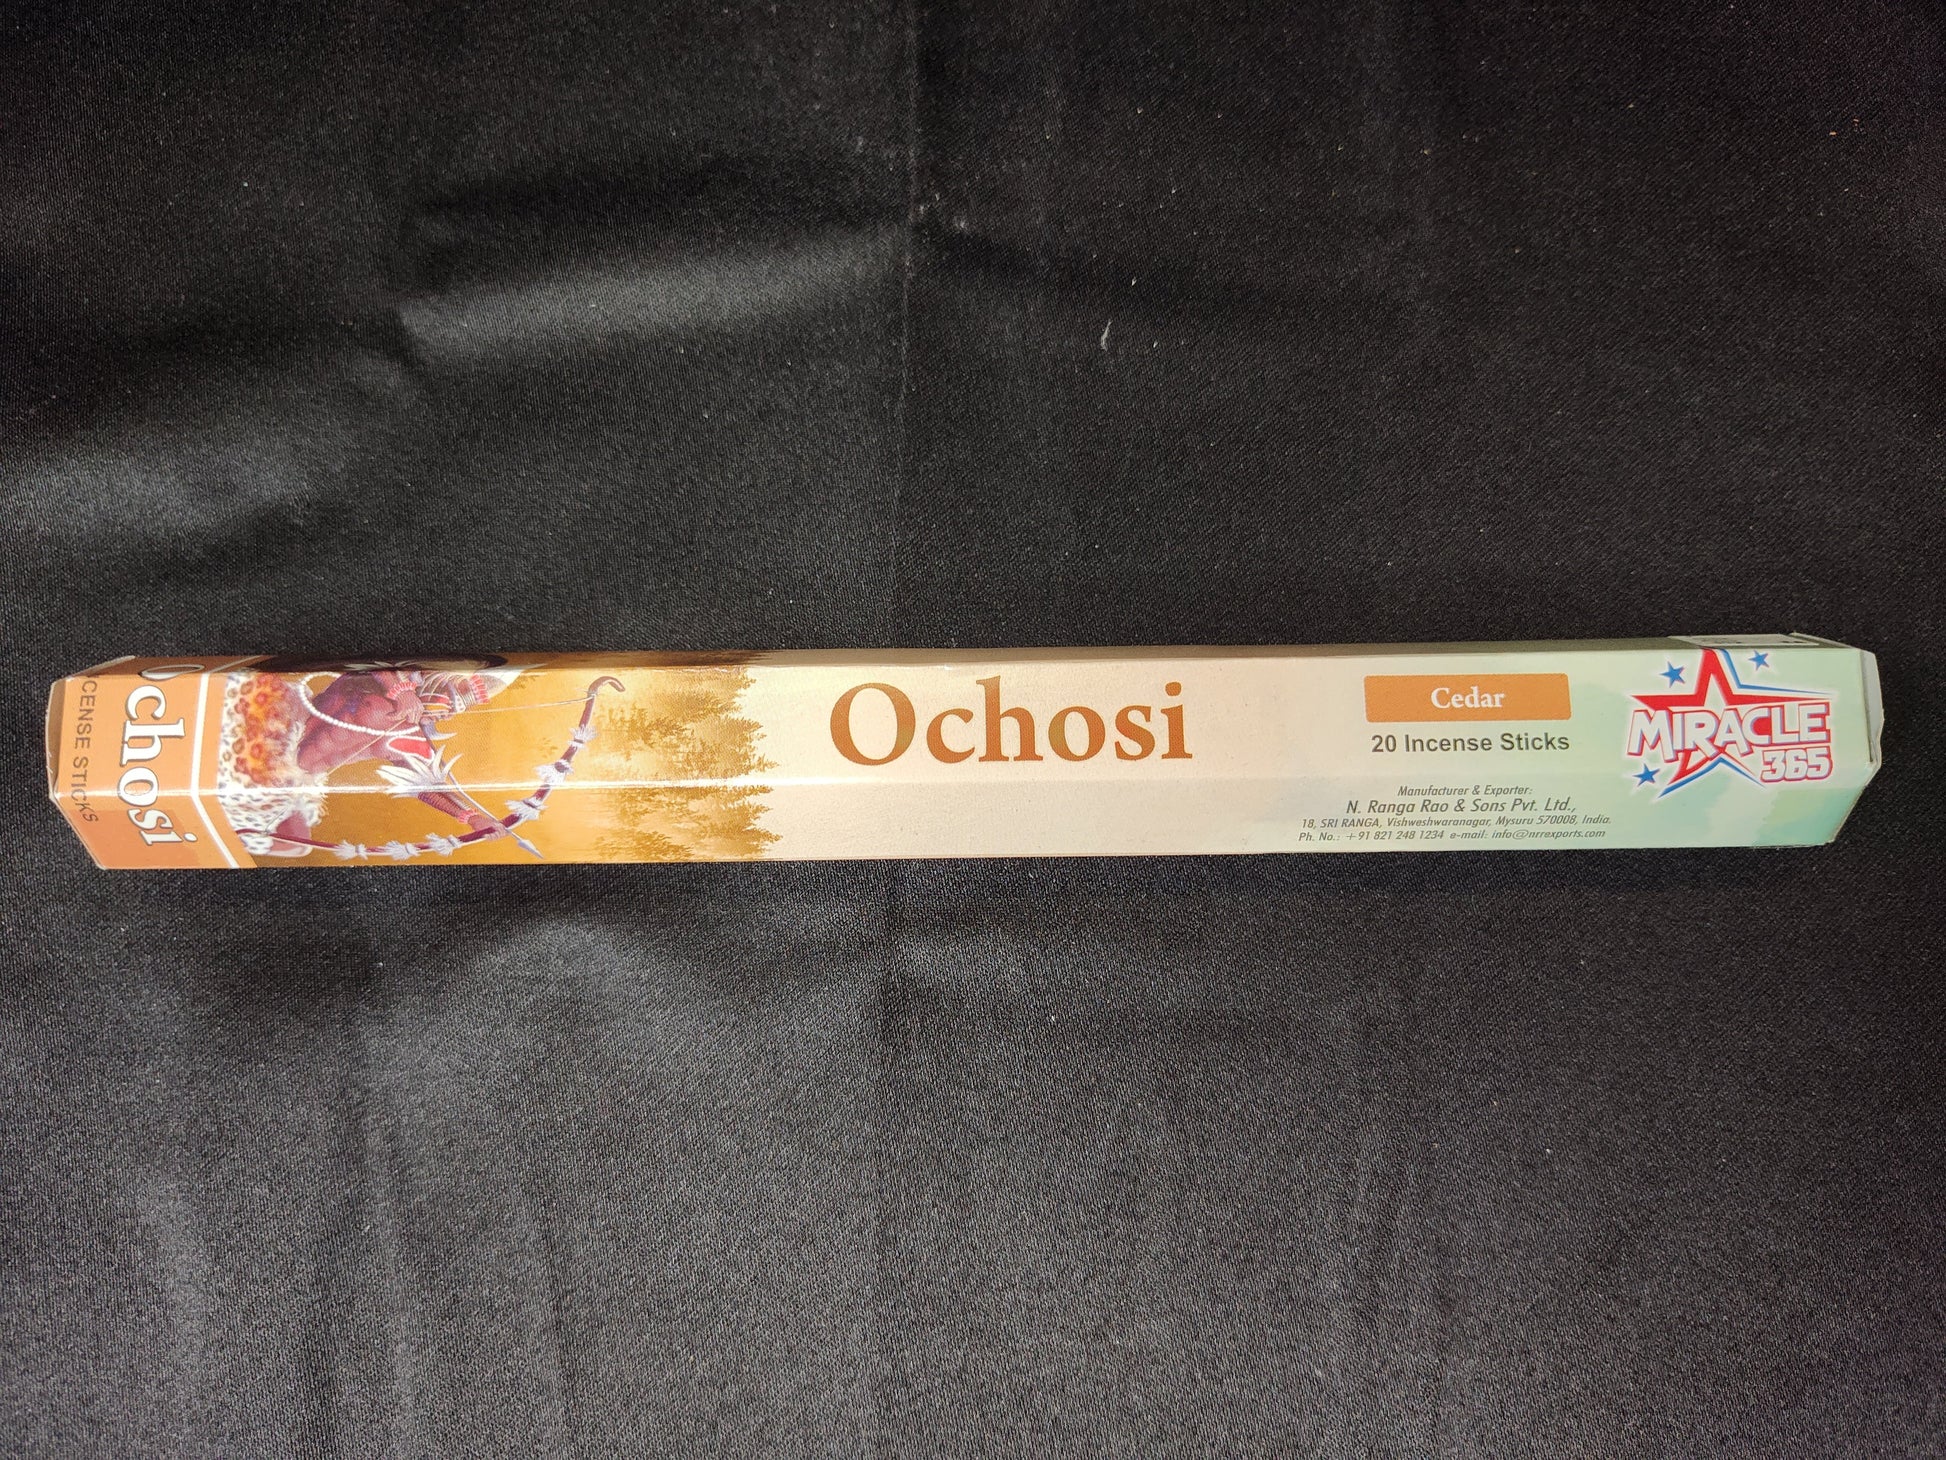 Ochosi
INCENSE STICKS
Ochosi
Cedar
20 Incense Sticks
Manufacturer & Exporter:
N. Ranga Rao & Sons Pvt. Ltd.,
18, SRI RANGA, Vishweshwaranagar, Mysuru 570008, India.
Ph. No.: +91 821 248 1234 e-mail: info@nrrexports.com
MIRACLE
365